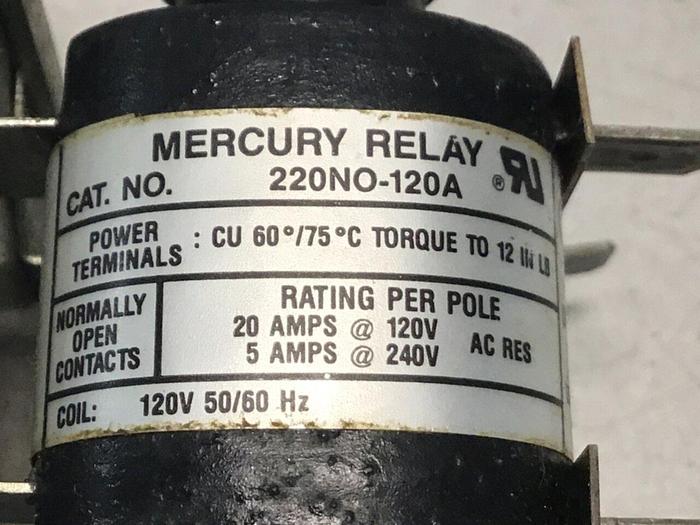 MERCURY RELAY
CAT. NO. 220NO-120A ® RU
POWER TERMINALS : CU 60°/75°C TORQUE TO 12 IN LB
NORMALLY OPEN CONTACTS
RATING PER POLE
20 AMPS @ 120V
5 AMPS @ 240V
AC RES
COIL: 120V 50/60 Hz